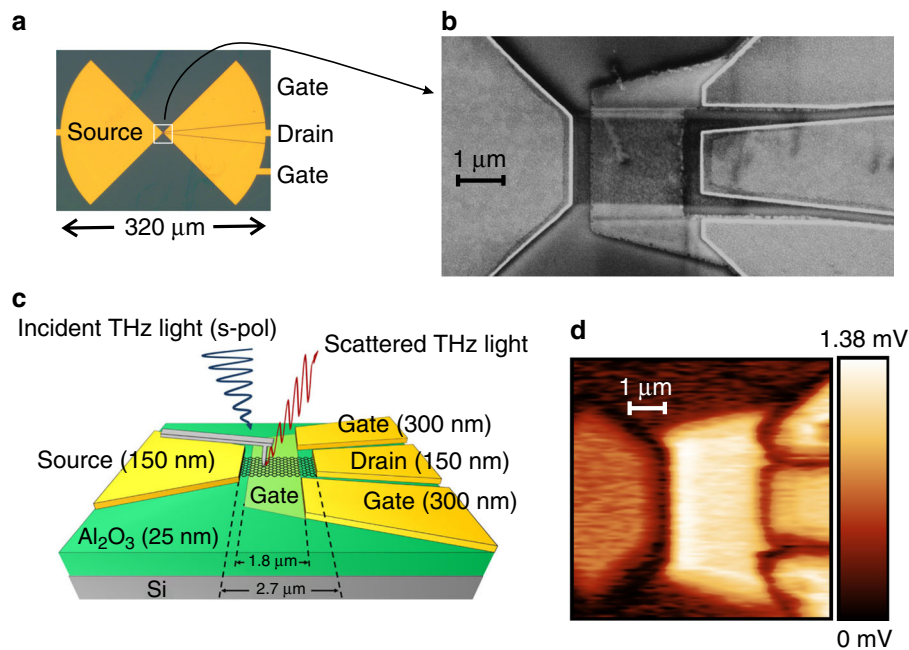 a
Source
Gate
Drain
Gate
320 μm
b
1 μm
c
Incident THz light (s-pol)
Scattered THz light
Gate (300 nm)
Source (150 nm)
Drain (150 nm)
Gate
Gate (300 nm)
Al₂O₃ (25 nm)
1.8 μm
Si
2.7 μm
d
1.38 mV
1 μm
0 mV